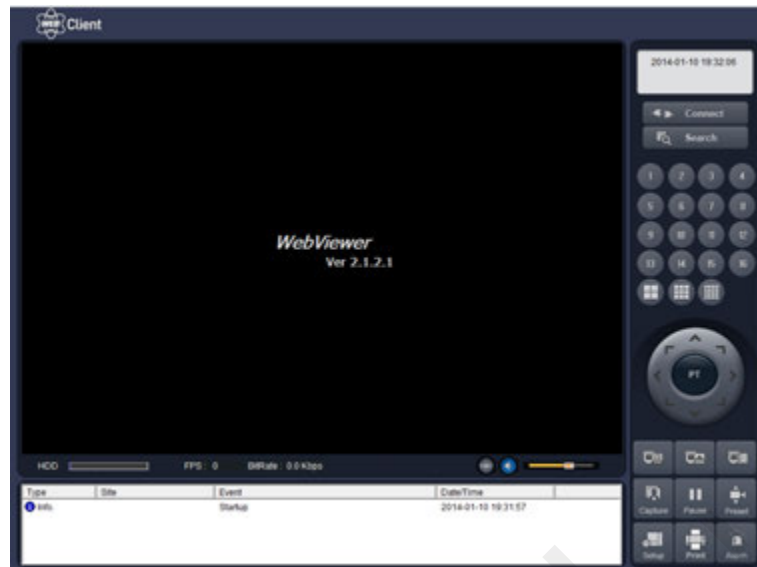 WEB Client
2014-01-10 19:32:06
Connect
Search
1 2 3 4
5 6 7 8
9 10 11 12
13 14 15 16
WebViewer
Ver 2.1.2.1
PT
HDD FPS : 0 BitRate : 0.0 Kbps
Type Site Event Date/Time
Info Startup 2014-01-10 19:31:57
Capture Pause Preset
Setup Print Alarm